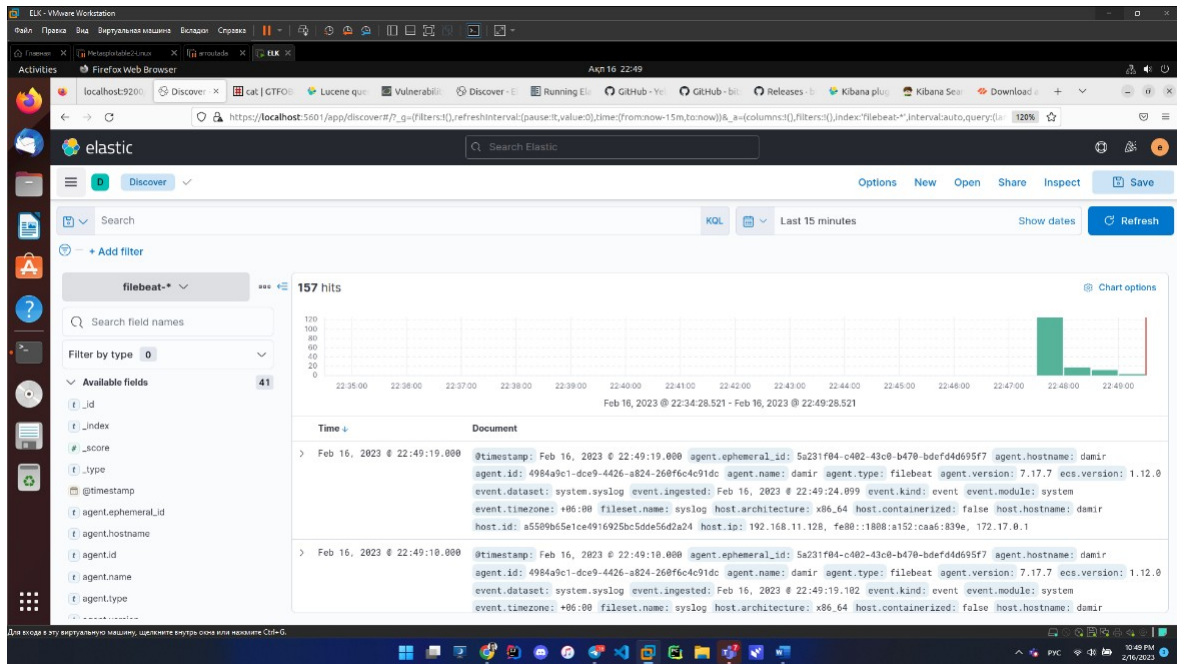 ELK - VMware Workstation
Файл Правка Вид Виртуальная машина Вкладки Справка
Главная Metasploitable2-Linux arroutada ELK
Activities Firefox Web Browser Ақп 16 22:49
localhost:9200 Discover - cat | GTFOB Lucene que Vulnerabili Discover - E Running Ela GitHub - Yel GitHub - bit Releases - b Kibana plug Kibana Sear Download
https://localhost:5601/app/discover#/?_g=(filters:!(),refreshInterval:(pause:!t,value:0),time:(from:now-15m,to:now))&_a=(columns:!(),filters:!(),index:'filebeat-*',interval:auto,query:(lan 120%
elastic Search Elastic e
D Discover Options New Open Share Inspect Save
Search KQL Last 15 minutes Show dates Refresh
+ Add filter
filebeat-* 157 hits Chart options
Search field names
Filter by type 0
Available fields 41
_id
_index
_score
_type
@timestamp
agent.ephemeral_id
agent.hostname
agent.id
agent.name
agent.type
120
100
80
60
40
20
0
22:35:00 22:36:00 22:37:00 22:38:00 22:39:00 22:40:00 22:41:00 22:42:00 22:43:00 22:44:00 22:45:00 22:46:00 22:47:00 22:48:00 22:49:00
Feb 16, 2023 @ 22:34:28.521 - Feb 16, 2023 @ 22:49:28.521
Time Document
Feb 16, 2023 @ 22:49:19.000 @timestamp: Feb 16, 2023 @ 22:49:19.000 agent.ephemeral_id: 5a231f04-c402-43c0-b470-bdefd4d695f7 agent.hostname: damir
agent.id: 4984a9c1-dce9-4426-a824-260f6c4c91dc agent.name: damir agent.type: filebeat agent.version: 7.17.7 ecs.version: 1.12.0
event.dataset: system.syslog event.ingested: Feb 16, 2023 @ 22:49:24.099 event.kind: event event.module: system
event.timezone: +06:00 fileset.name: syslog host.architecture: x86_64 host.containerized: false host.hostname: damir
host.id: a5509b65e1ce4916925bc5dde56d2a24 host.ip: 192.168.11.128, fe80::1808:a152:caa6:839e, 172.17.0.1
Feb 16, 2023 @ 22:49:10.000 @timestamp: Feb 16, 2023 @ 22:49:10.000 agent.ephemeral_id: 5a231f04-c402-43c0-b470-bdefd4d695f7 agent.hostname: damir
agent.id: 4984a9c1-dce9-4426-a824-260f6c4c91dc agent.name: damir agent.type: filebeat agent.version: 7.17.7 ecs.version: 1.12.0
event.dataset: system.syslog event.ingested: Feb 16, 2023 @ 22:49:19.102 event.kind: event event.module: system
event.timezone: +06:00 fileset.name: syslog host.architecture: x86_64 host.containerized: false host.hostname: damir
Для входа в эту виртуальную машину, щелкните внутрь окна или нажмите Ctrl+G.
РУС 10:49 PM
2/16/2023